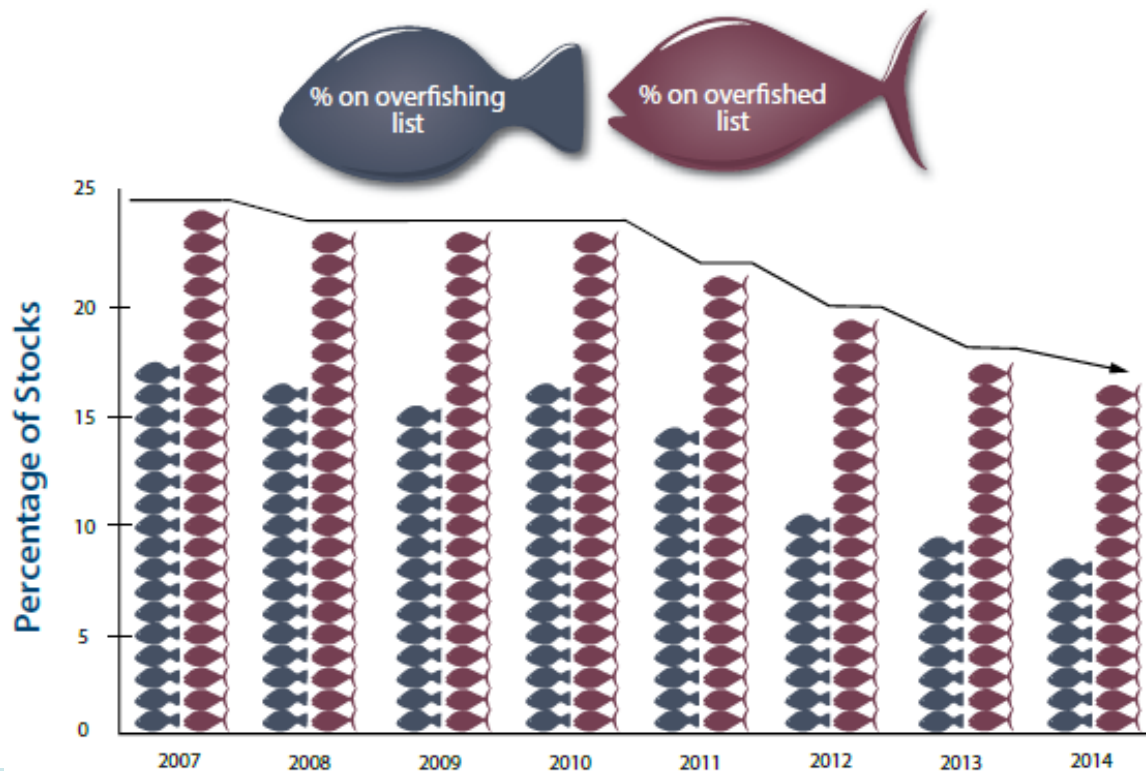 % on overfishing
list
% on overfished
list
25
20
15
10
5
0
Percentage of Stocks
2007 2008 2009 2010 2011 2012 2013 2014